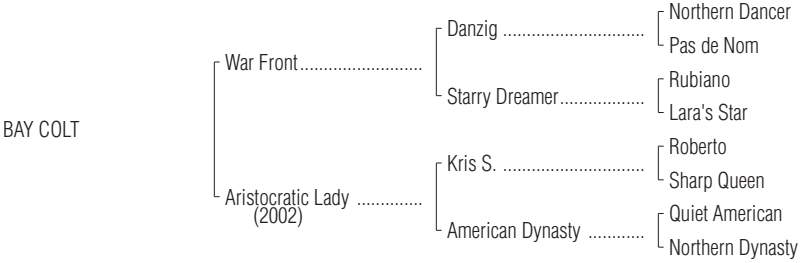 Northern Dancer
Danzig ..............................
Pas de Nom
War Front..........................
Rubiano
Starry Dreamer..................
Lara's Star
BAY COLT
Roberto
Kris S. ..............................
Sharp Queen
Aristocratic Lady ..............
(2002)
Quiet American
American Dynasty ............
Northern Dynasty